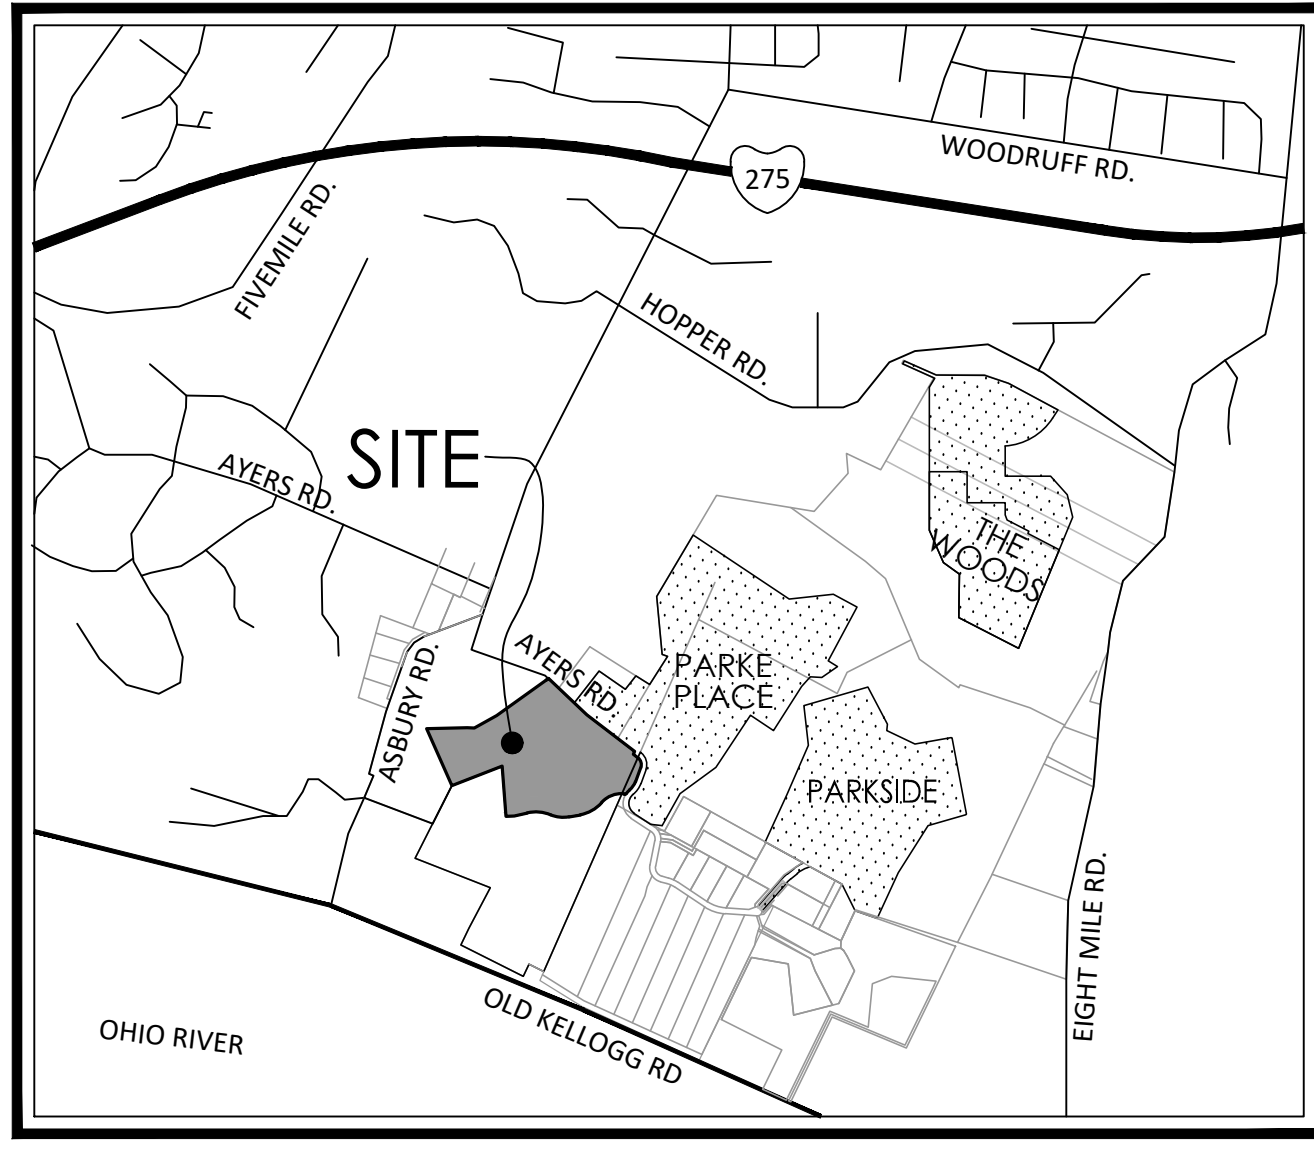 WOODRUFF RD.
275
FIVEMILE RD.
HOPPER RD.
SITE
AYERS RD.
THE
WOODS
AYERS RD.
PARKE
PLACE
ASBURY RD.
PARKSIDE
EIGHT MILE RD.
OLD KELLOGG RD
OHIO RIVER